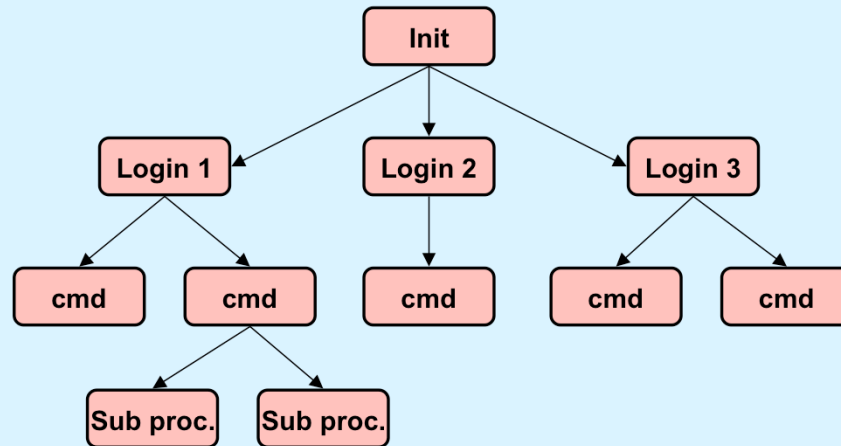 Init
Login 1
Login 2
Login 3
cmd
cmd
cmd
cmd
cmd
Sub proc.
Sub proc.